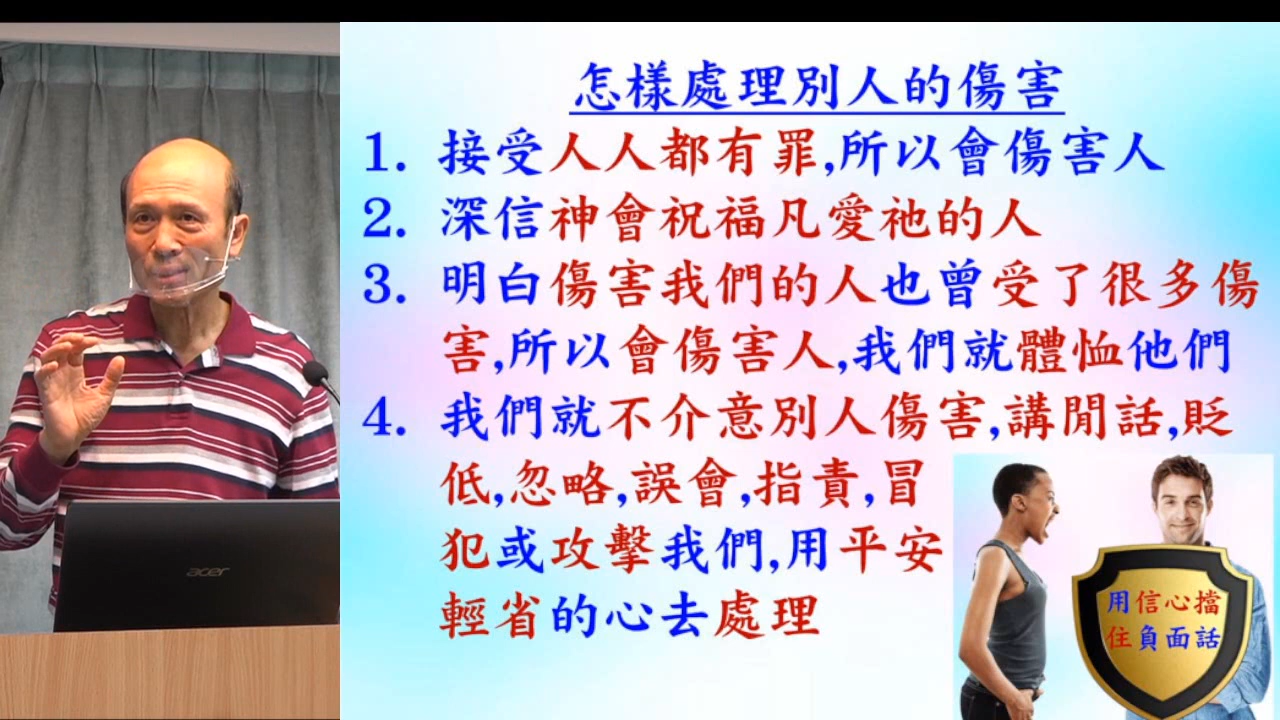 怎樣處理別人的傷害
1. 接受人人都有罪,所以會傷害人
2. 深信神會祝福凡愛祂的人
3. 明白傷害我們的人也曾受了很多傷
害,所以會傷害人,我們就體恤他們
4. 我們就不介意別人傷害,講閒話,貶
低,忽略,誤會,指責,冒
犯或攻擊我們,用平安
輕省的心去處理
用信心擋
住負面話
acer